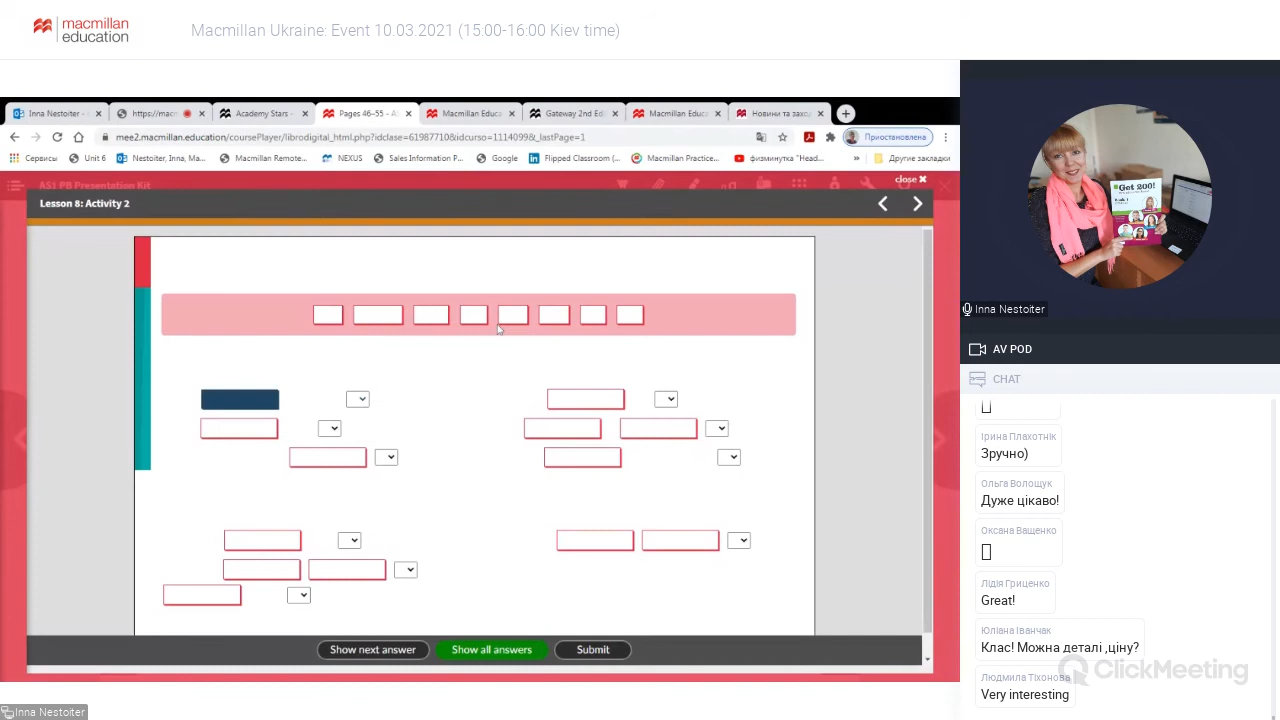 macmillan
education
Macmillan Ukraine: Event 10.03.2021 (15:00-16:00 Kiev time)
Inna Nestoiter -
https://macm
Academy Stars -
Pages 46–55 – AS
Macmillan Educa
Gateway 2nd Edi
Macmillan Educa
Новини та захо
mee2.macmillan.education/coursePlayer/librodigital_html.php?idclase=61987710&idcurso=1114099&_lastPage=1
Приостановлена
Сервисы
Unit 6
Nestoiter, Inna, Ma...
Macmillan Remote...
NEXUS
Sales Information P...
Google
Flipped Classroom (...
Macmillan Practice...
физминутка "Head...
»
Другие закладки
AS1 PB Presentation Kit
close
Lesson 8: Activity 2
Show next answer
Show all answers
Submit
Inna Nestoiter
Get 200!
Inna Nestoiter
AV POD
CHAT
Ірина Плахотнік
Зручно)
Ольга Волощук
Дуже цікаво!
Оксана Ващенко
Лідія Гриценко
Great!
Юліана Іванчак
Клас! Можна деталі ,ціну?
Людмила Тіхонова
Very interesting
ClickMeeting